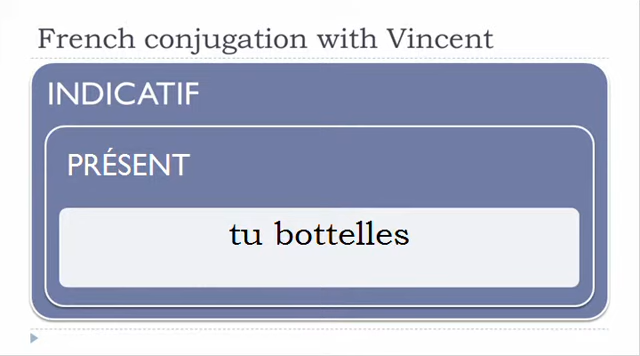 French conjugation with Vincent
INDICATIF
PRÉSENT
tu bottelles